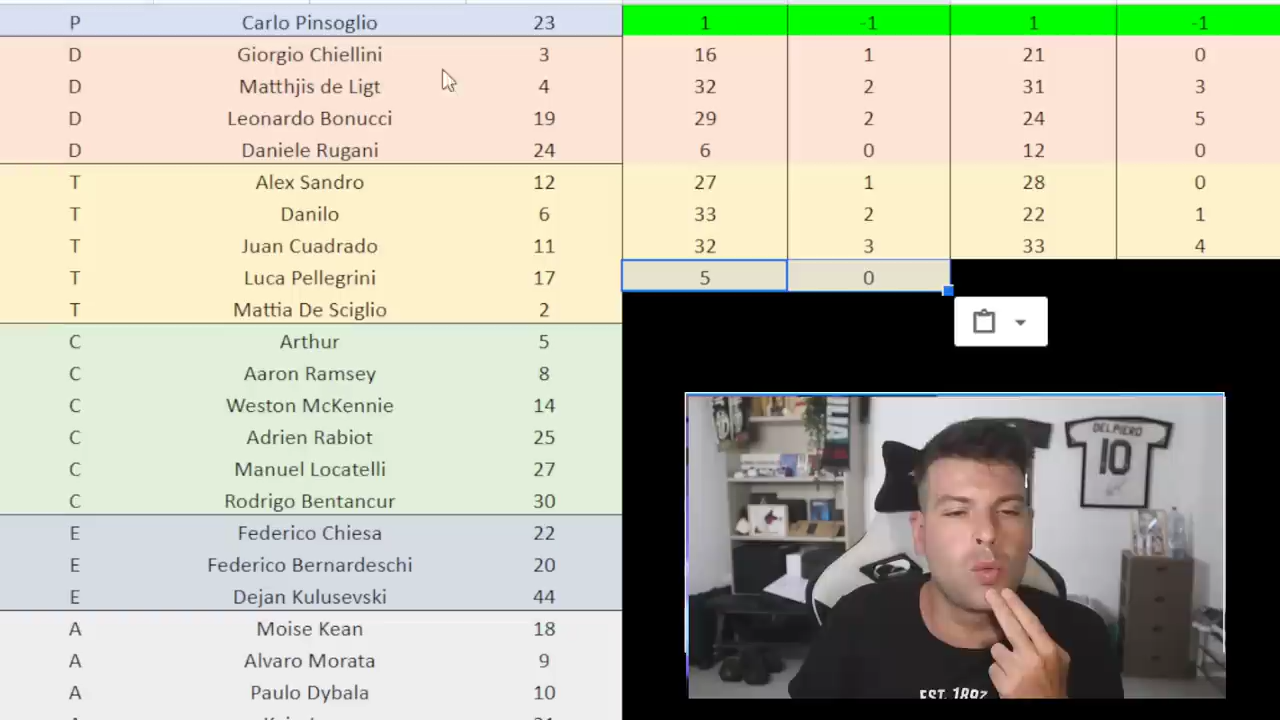 P Carlo Pinsoglio 23 1 -1 1 -1
D Giorgio Chiellini 3 16 1 21 0
D Matthjis de Ligt 4 32 2 31 3
D Leonardo Bonucci 19 29 2 24 5
D Daniele Rugani 24 6 0 12 0
T Alex Sandro 12 27 1 28 0
T Danilo 6 33 2 22 1
T Juan Cuadrado 11 32 3 33 4
T Luca Pellegrini 17 5 0
T Mattia De Sciglio 2
C Arthur 5
C Aaron Ramsey 8
C Weston McKennie 14
C Adrien Rabiot 25
C Manuel Locatelli 27
C Rodrigo Bentancur 30
E Federico Chiesa 22
E Federico Bernardeschi 20
E Dejan Kulusevski 44
A Moise Kean 18
A Alvaro Morata 9
A Paulo Dybala 10
DEL PIERO
10
EST. 1897